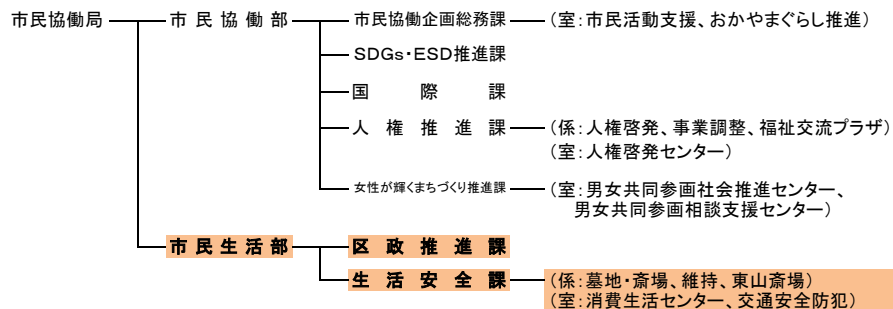 市民協働局 市民協働部 市民協働企画総務課 (室:市民活動支援、おかやまぐらし推進)
SDGs・ESD推進課
国際課
人権推進課 (係:人権啓発、事業調整、福祉交流プラザ)
(室:人権啓発センター)
女性が輝くまちづくり推進課 (室:男女共同参画社会推進センター、
男女共同参画相談支援センター)
市民生活部 区政推進課
生活安全課 (係:墓地・斎場、維持、東山斎場)
(室:消費生活センター、交通安全防犯)